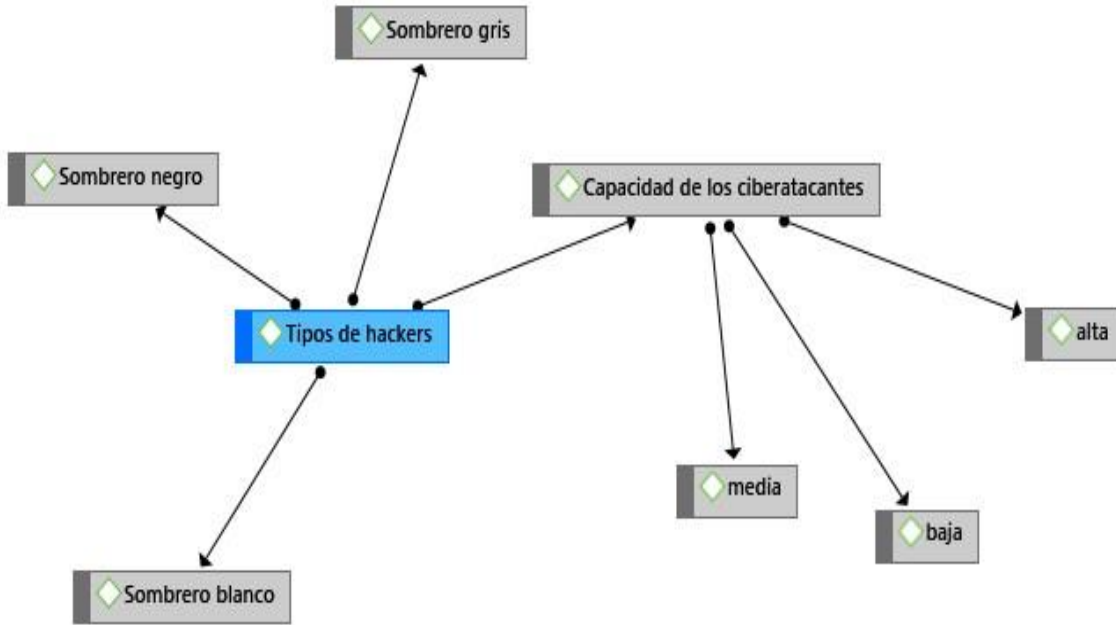 Sombrero gris
Sombrero negro
Capacidad de los ciberatacantes
Tipos de hackers
alta
media
baja
Sombrero blanco